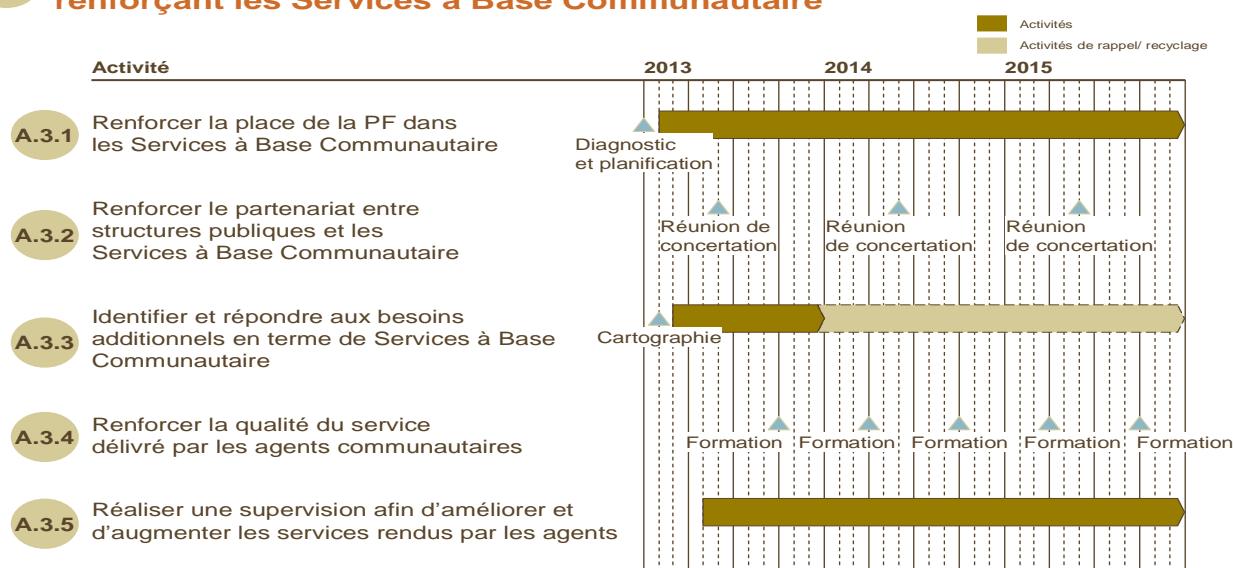 renforçant les Services à Base Communautaire
Activités
Activités de rappel/ recyclage
Activité
2013
2014
2015
A.3.1
Renforcer la place de la PF dans
les Services à Base Communautaire
Diagnostic
et planification
A.3.2
Renforcer le partenariat entre
structures publiques et les
Services à Base Communautaire
Réunion de
concertation
Réunion
de concertation
Réunion
de concertation
A.3.3
Identifier et répondre aux besoins
additionnels en terme de Services à Base
Communautaire
Cartographie
A.3.4
Renforcer la qualité du service
délivré par les agents communautaires
Formation
Formation
Formation
Formation
Formation
A.3.5
Réaliser une supervision afin d’améliorer et
d’augmenter les services rendus par les agents